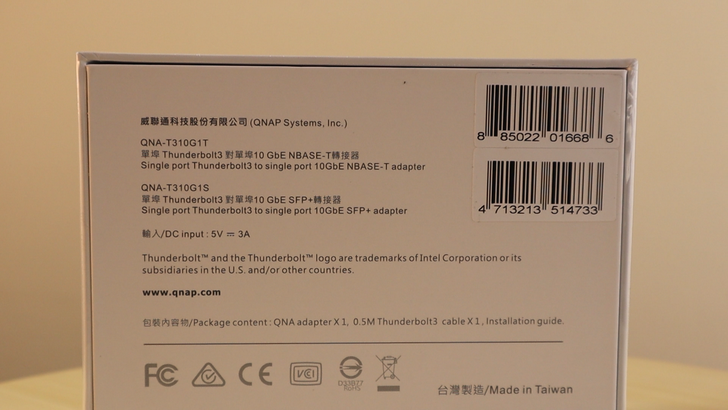 威聯通科技股份有限公司 (QNAP Systems, Inc.)
QNA-T310G1T
單埠 Thunderbolt3 對單埠10 GbE NBASE-T轉接器
Single port Thunderbolt3 to single port 10GbE NBASE-T adapter
QNA-T310G1S
單埠 Thunderbolt3 對單埠10 GbE SFP+轉接器
Single port Thunderbolt3 to single port 10GbE SFP+ adapter
輸入/DC input : 5V ⎓ 3A
Thunderbolt™ and the Thunderbolt™ logo are trademarks of Intel Corporation or its
subsidiaries in the U.S. and/or other countries.
www.qnap.com
包裝內容物/Package content : QNA adapter X 1, 0.5M Thunderbolt3 cable X 1, Installation guide.
FC CE VCI
D33B77
RoHS
台灣製造/Made in Taiwan
8 85022 01668 6
4 713213 514733